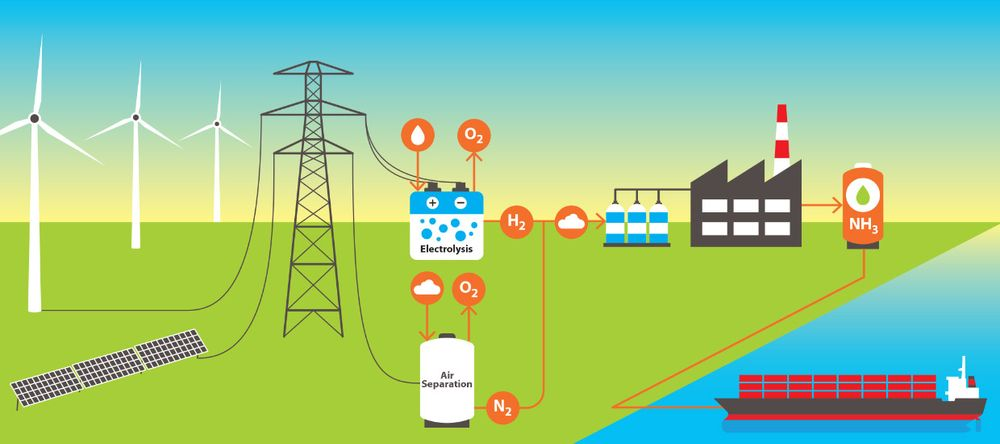 O₂
+ −
Electrolysis
H₂
NH₃
O₂
Air
Separation
N₂